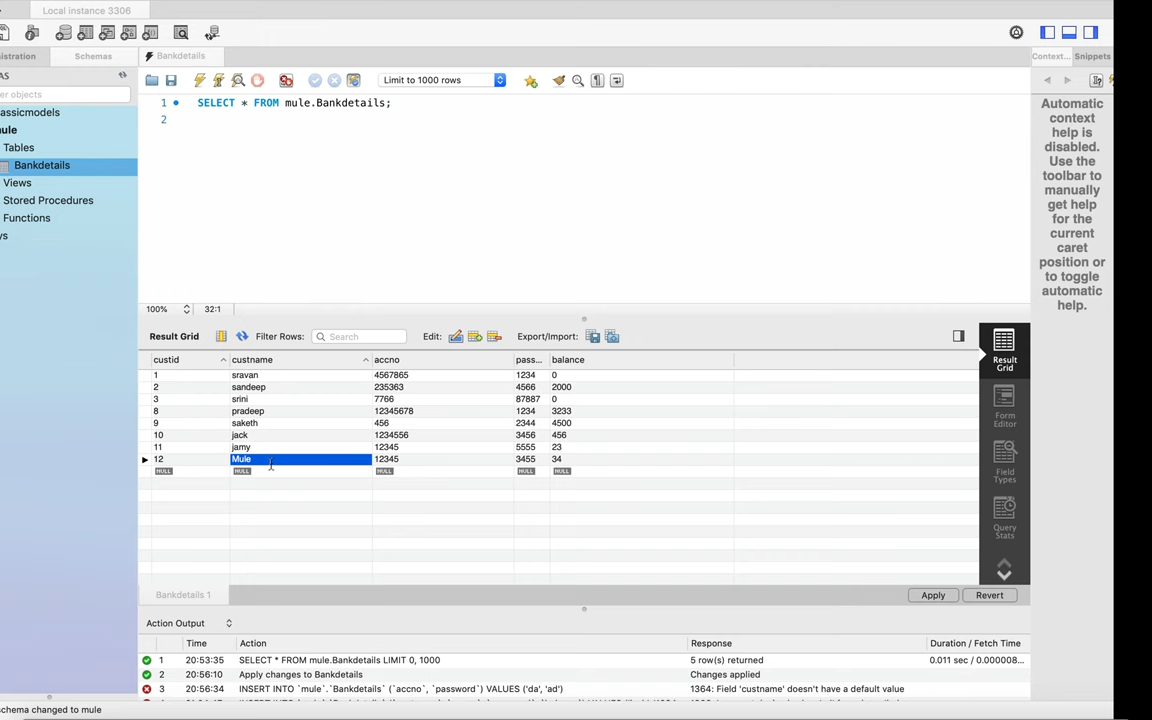 Local instance 3306
istration
Schemas
Bankdetails
Context...
Snippets
AS
er objects
Limit to 1000 rows
assicmodels
mule
Tables
Bankdetails
Views
Stored Procedures
Functions
ys
1 SELECT * FROM mule.Bankdetails;
2
Automatic
context
help is
disabled.
Use the
toolbar to
manually
get help
for the
current
caret
position or
to toggle
automatic
help.
100% 32:1
Result Grid Filter Rows: Search Edit: Export/Import:
custid custname accno pass... balance
1 sravan 4567865 1234 0
2 sandeep 235363 4566 2000
3 srini 7766 87887 0
8 pradeep 12345678 1234 3233
9 saketh 456 2344 4500
10 jack 1234556 3456 456
11 jamy 12345 5555 23
12 Mule 12345 3455 34
NULL NULL NULL NULL NULL
Result
Grid
Form
Editor
Field
Types
Query
Stats
Bankdetails 1
Apply Revert
Action Output
Time Action Response Duration / Fetch Time
1 20:53:35 SELECT * FROM mule.Bankdetails LIMIT 0, 1000 5 row(s) returned 0.011 sec / 0.000008...
2 20:56:10 Apply changes to Bankdetails Changes applied
3 20:56:34 INSERT INTO `mule`.`Bankdetails` (`accno`, `password`) VALUES ('da', 'ad') 1364: Field 'custname' doesn't have a default value
schema changed to mule